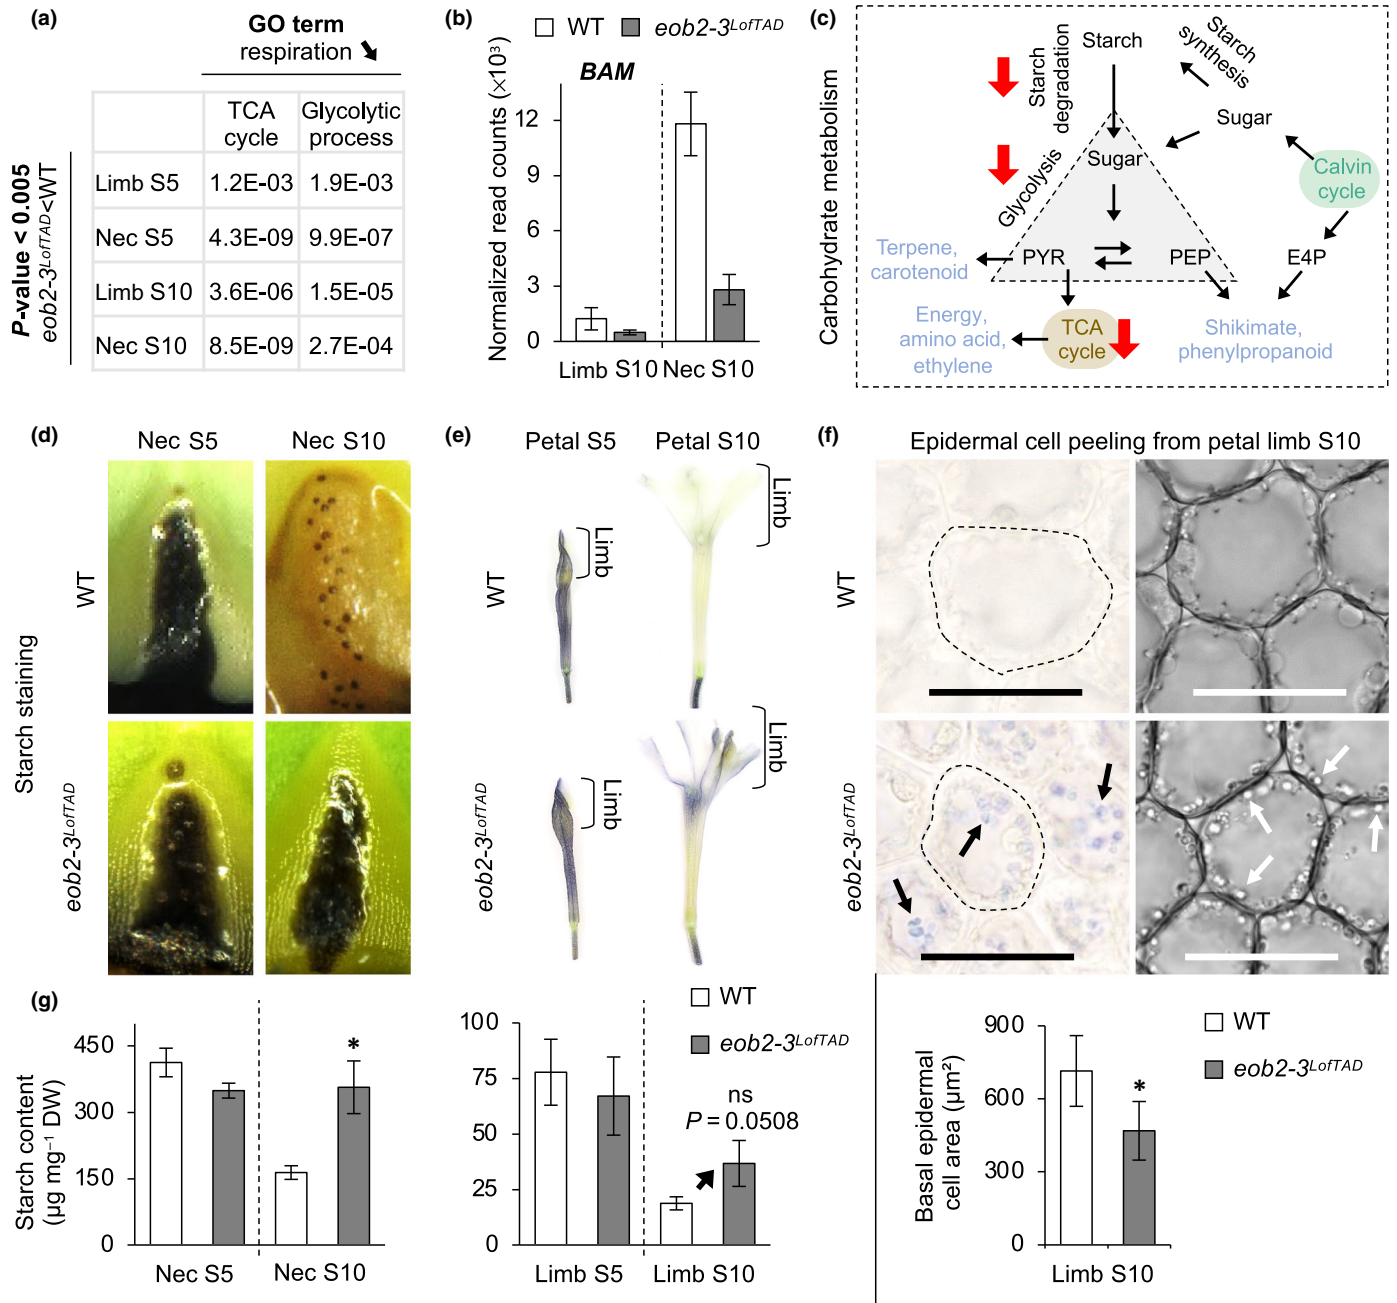 (a)
GO term
respiration
P-value < 0.005
eob2-3LofTAD<WT
TCA cycle
Glycolytic process
Limb S5 1.2E-03 1.9E-03
Nec S5 4.3E-09 9.9E-07
Limb S10 3.6E-06 1.5E-05
Nec S10 8.5E-09 2.7E-04
(b)
WT eob2-3LofTAD
BAM
Normalized read counts (×10³)
12
9
6
3
0
Limb S10 Nec S10
(c)
Carbohydrate metabolism
Starch
Starch synthesis
Starch degradation
Sugar
Sugar
Glycolysis
Calvin cycle
Terpene, carotenoid
PYR
PEP
E4P
Energy, amino acid, ethylene
TCA cycle
Shikimate, phenylpropanoid
(d)
Nec S5 Nec S10
Starch staining
WT
eob2-3LofTAD
(e)
Petal S5 Petal S10
WT
Limb
Limb
eob2-3LofTAD
Limb
Limb
(f)
Epidermal cell peeling from petal limb S10
WT
eob2-3LofTAD
(g)
Starch content
(µg mg⁻¹ DW)
450
300
150
0
*
Nec S5 Nec S10
WT
eob2-3LofTAD
100
75
50
25
0
ns
P = 0.0508
Limb S5 Limb S10
Basal epidermal
cell area (µm²)
900
600
300
0
*
WT
eob2-3LofTAD
Limb S10